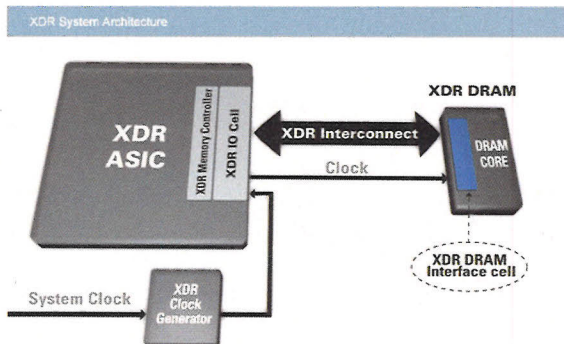 XDR System Architecture
XDR DRAM
XDR
ASIC
XDR Memory Controller
XDR IO Cell
XDR Interconnect
DRAM
CORE
Clock
XDR DRAM
Interface cell
System Clock
XDR
Clock
Generator